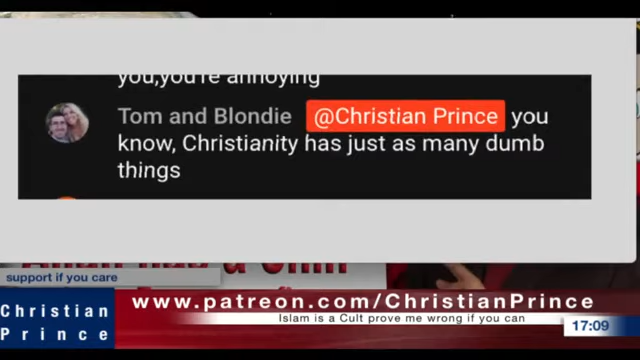 you,you're annoying
Tom and Blondie @Christian Prince you
know, Christianity has just as many dumb
things
support if you care
Christian
Prince
www.patreon.com/ChristianPrince
Islam is a Cult prove me wrong if you can
17:09